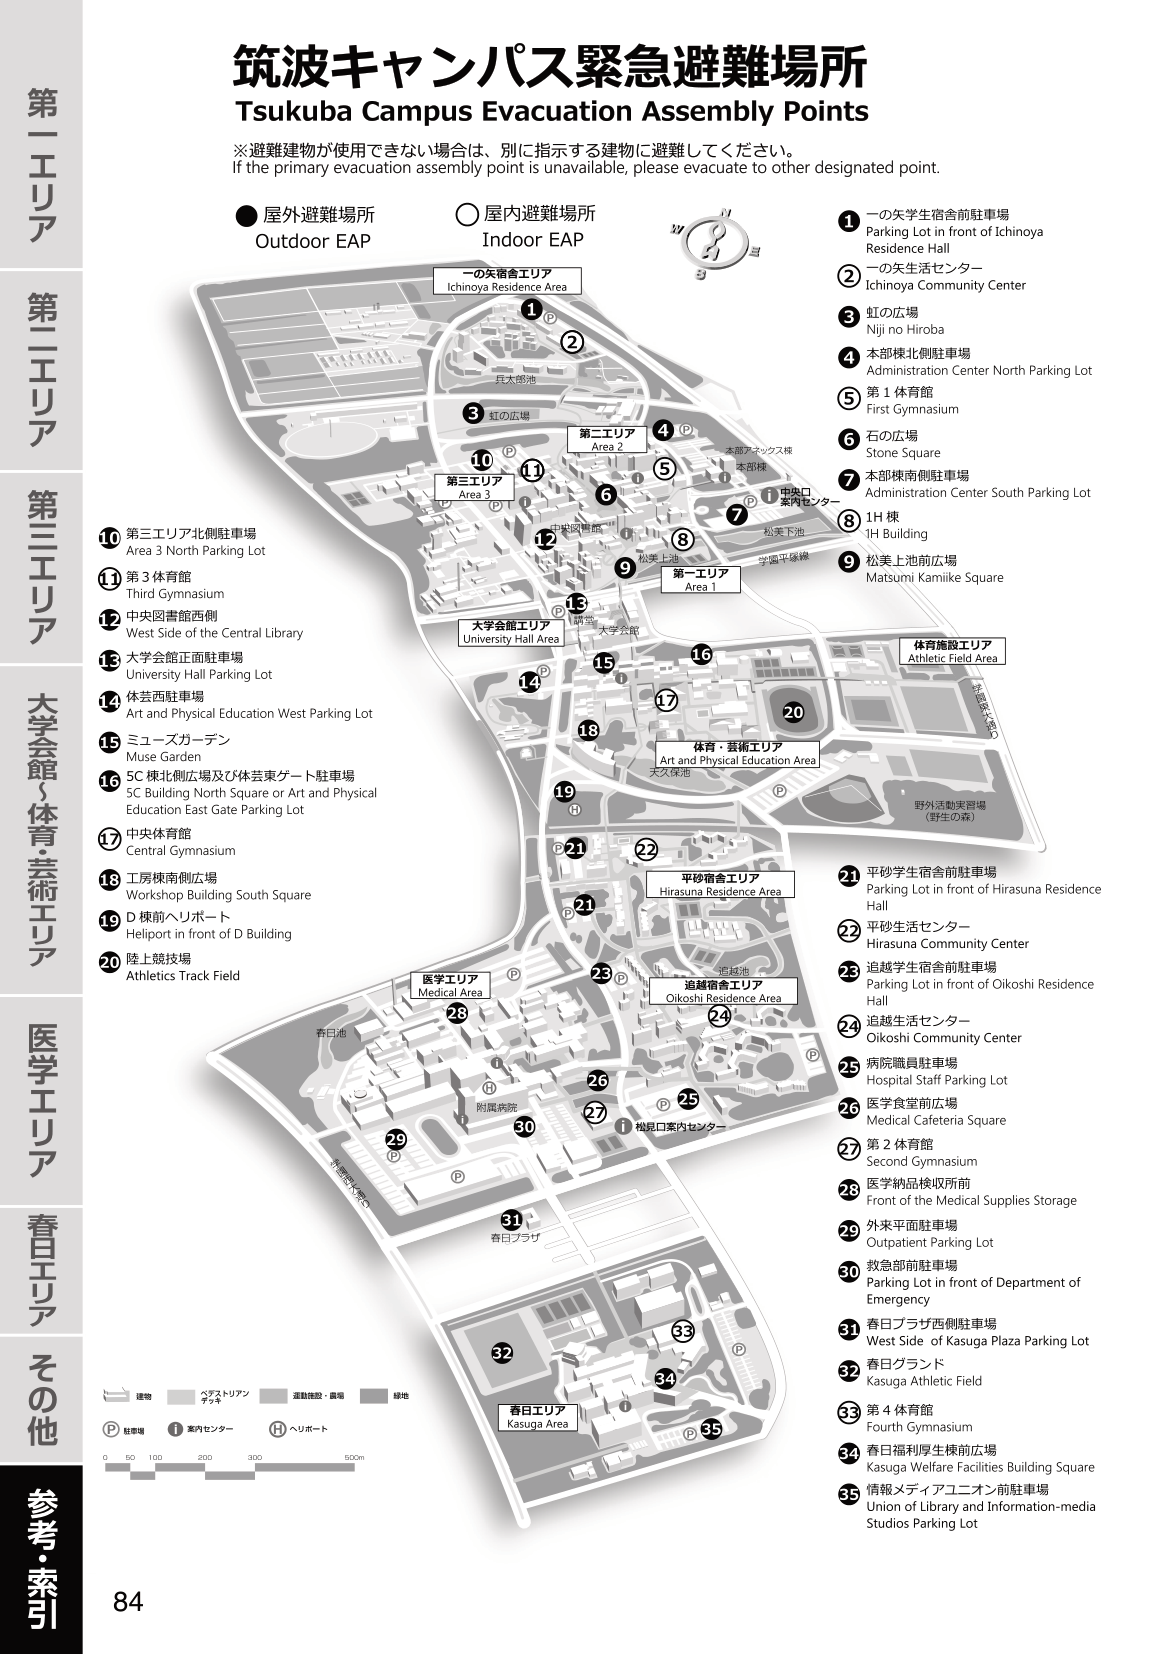 第一エリア
第二エリア
第三エリア
大学会館～体育・芸術エリア
医学エリア
春日エリア
その他
参考・索引
筑波キャンパス緊急避難場所
Tsukuba Campus Evacuation Assembly Points
※避難建物が使用できない場合は、別に指示する建物に避難してください。
If the primary evacuation assembly point is unavailable, please evacuate to other designated point.
屋外避難場所
Outdoor EAP
屋内避難場所
Indoor EAP
N
W
E
S
1 一の矢学生宿舎前駐車場
Parking Lot in front of Ichinoya
Residence Hall
2 一の矢生活センター
Ichinoya Community Center
3 虹の広場
Niji no Hiroba
4 本部棟北側駐車場
Administration Center North Parking Lot
5 第１体育館
First Gymnasium
6 石の広場
Stone Square
7 本部棟南側駐車場
Administration Center South Parking Lot
8 1H 棟
1H Building
9 松美上池前広場
Matsumi Kamiike Square
10 第三エリア北側駐車場
Area 3 North Parking Lot
11 第３体育館
Third Gymnasium
12 中央図書館西側
West Side of the Central Library
13 大学会館正面駐車場
University Hall Parking Lot
14 体芸西駐車場
Art and Physical Education West Parking Lot
15 ミューズガーデン
Muse Garden
16 5C 棟北側広場及び体芸東ゲート駐車場
5C Building North Square or Art and Physical
Education East Gate Parking Lot
17 中央体育館
Central Gymnasium
18 工房棟南側広場
Workshop Building South Square
19 D 棟前ヘリポート
Heliport in front of D Building
20 陸上競技場
Athletics Track Field
21 平砂学生宿舎前駐車場
Parking Lot in front of Hirasuna Residence
Hall
22 平砂生活センター
Hirasuna Community Center
23 追越学生宿舎前駐車場
Parking Lot in front of Oikoshi Residence
Hall
24 追越生活センター
Oikoshi Community Center
25 病院職員駐車場
Hospital Staff Parking Lot
26 医学食堂前広場
Medical Cafeteria Square
27 第２体育館
Second Gymnasium
28 医学納品検収所前
Front of the Medical Supplies Storage
29 外来平面駐車場
Outpatient Parking Lot
30 救急部前駐車場
Parking Lot in front of Department of
Emergency
31 春日プラザ西側駐車場
West Side of Kasuga Plaza Parking Lot
32 春日グランド
Kasuga Athletic Field
33 第４体育館
Fourth Gymnasium
34 春日福利厚生棟前広場
Kasuga Welfare Facilities Building Square
35 情報メディアユニオン前駐車場
Union of Library and Information-media
Studios Parking Lot
一の矢宿舎エリア
Ichinoya Residence Area
1
P
2
兵太郎池
3 虹の広場
第二エリア
Area 2
4 P
本部アネックス棟
本部棟
10 P
11
5
i
i
第三エリア
Area 3
P
P
i
6
7
P
i 中央口
案内センター
中央図書館
12
i
8
松美下池
学園平塚線
9
松美上池
第一エリア
Area 1
P 13
講堂
大学会館エリア
University Hall Area
大学会館
15
i
16
体育施設エリア
Athletic Field Area
学園東大通り
14 P
17
18
20
体育・芸術エリア
Art and Physical Education Area
天久保池
19
H
P
野外活動実習場
（野生の森）
P 21
22
平砂宿舎エリア
Hirasuna Residence Area
21
P
23 P
追越池
追越宿舎エリア
Oikoshi Residence Area
24
医学エリア
Medical Area
P
28
春日池
i
H
附属病院
i
26
27
25
P
P
i 松見口案内センター
29
P
30
P
31
春日プラザ
32
33
P
34
i
春日エリア
Kasuga Area
P 35
建物
ペデストリアン
デッキ
運動施設・農場
緑地
P 駐車場
i 案内センター
H ヘリポート
0 50 100 200 300 500m
84